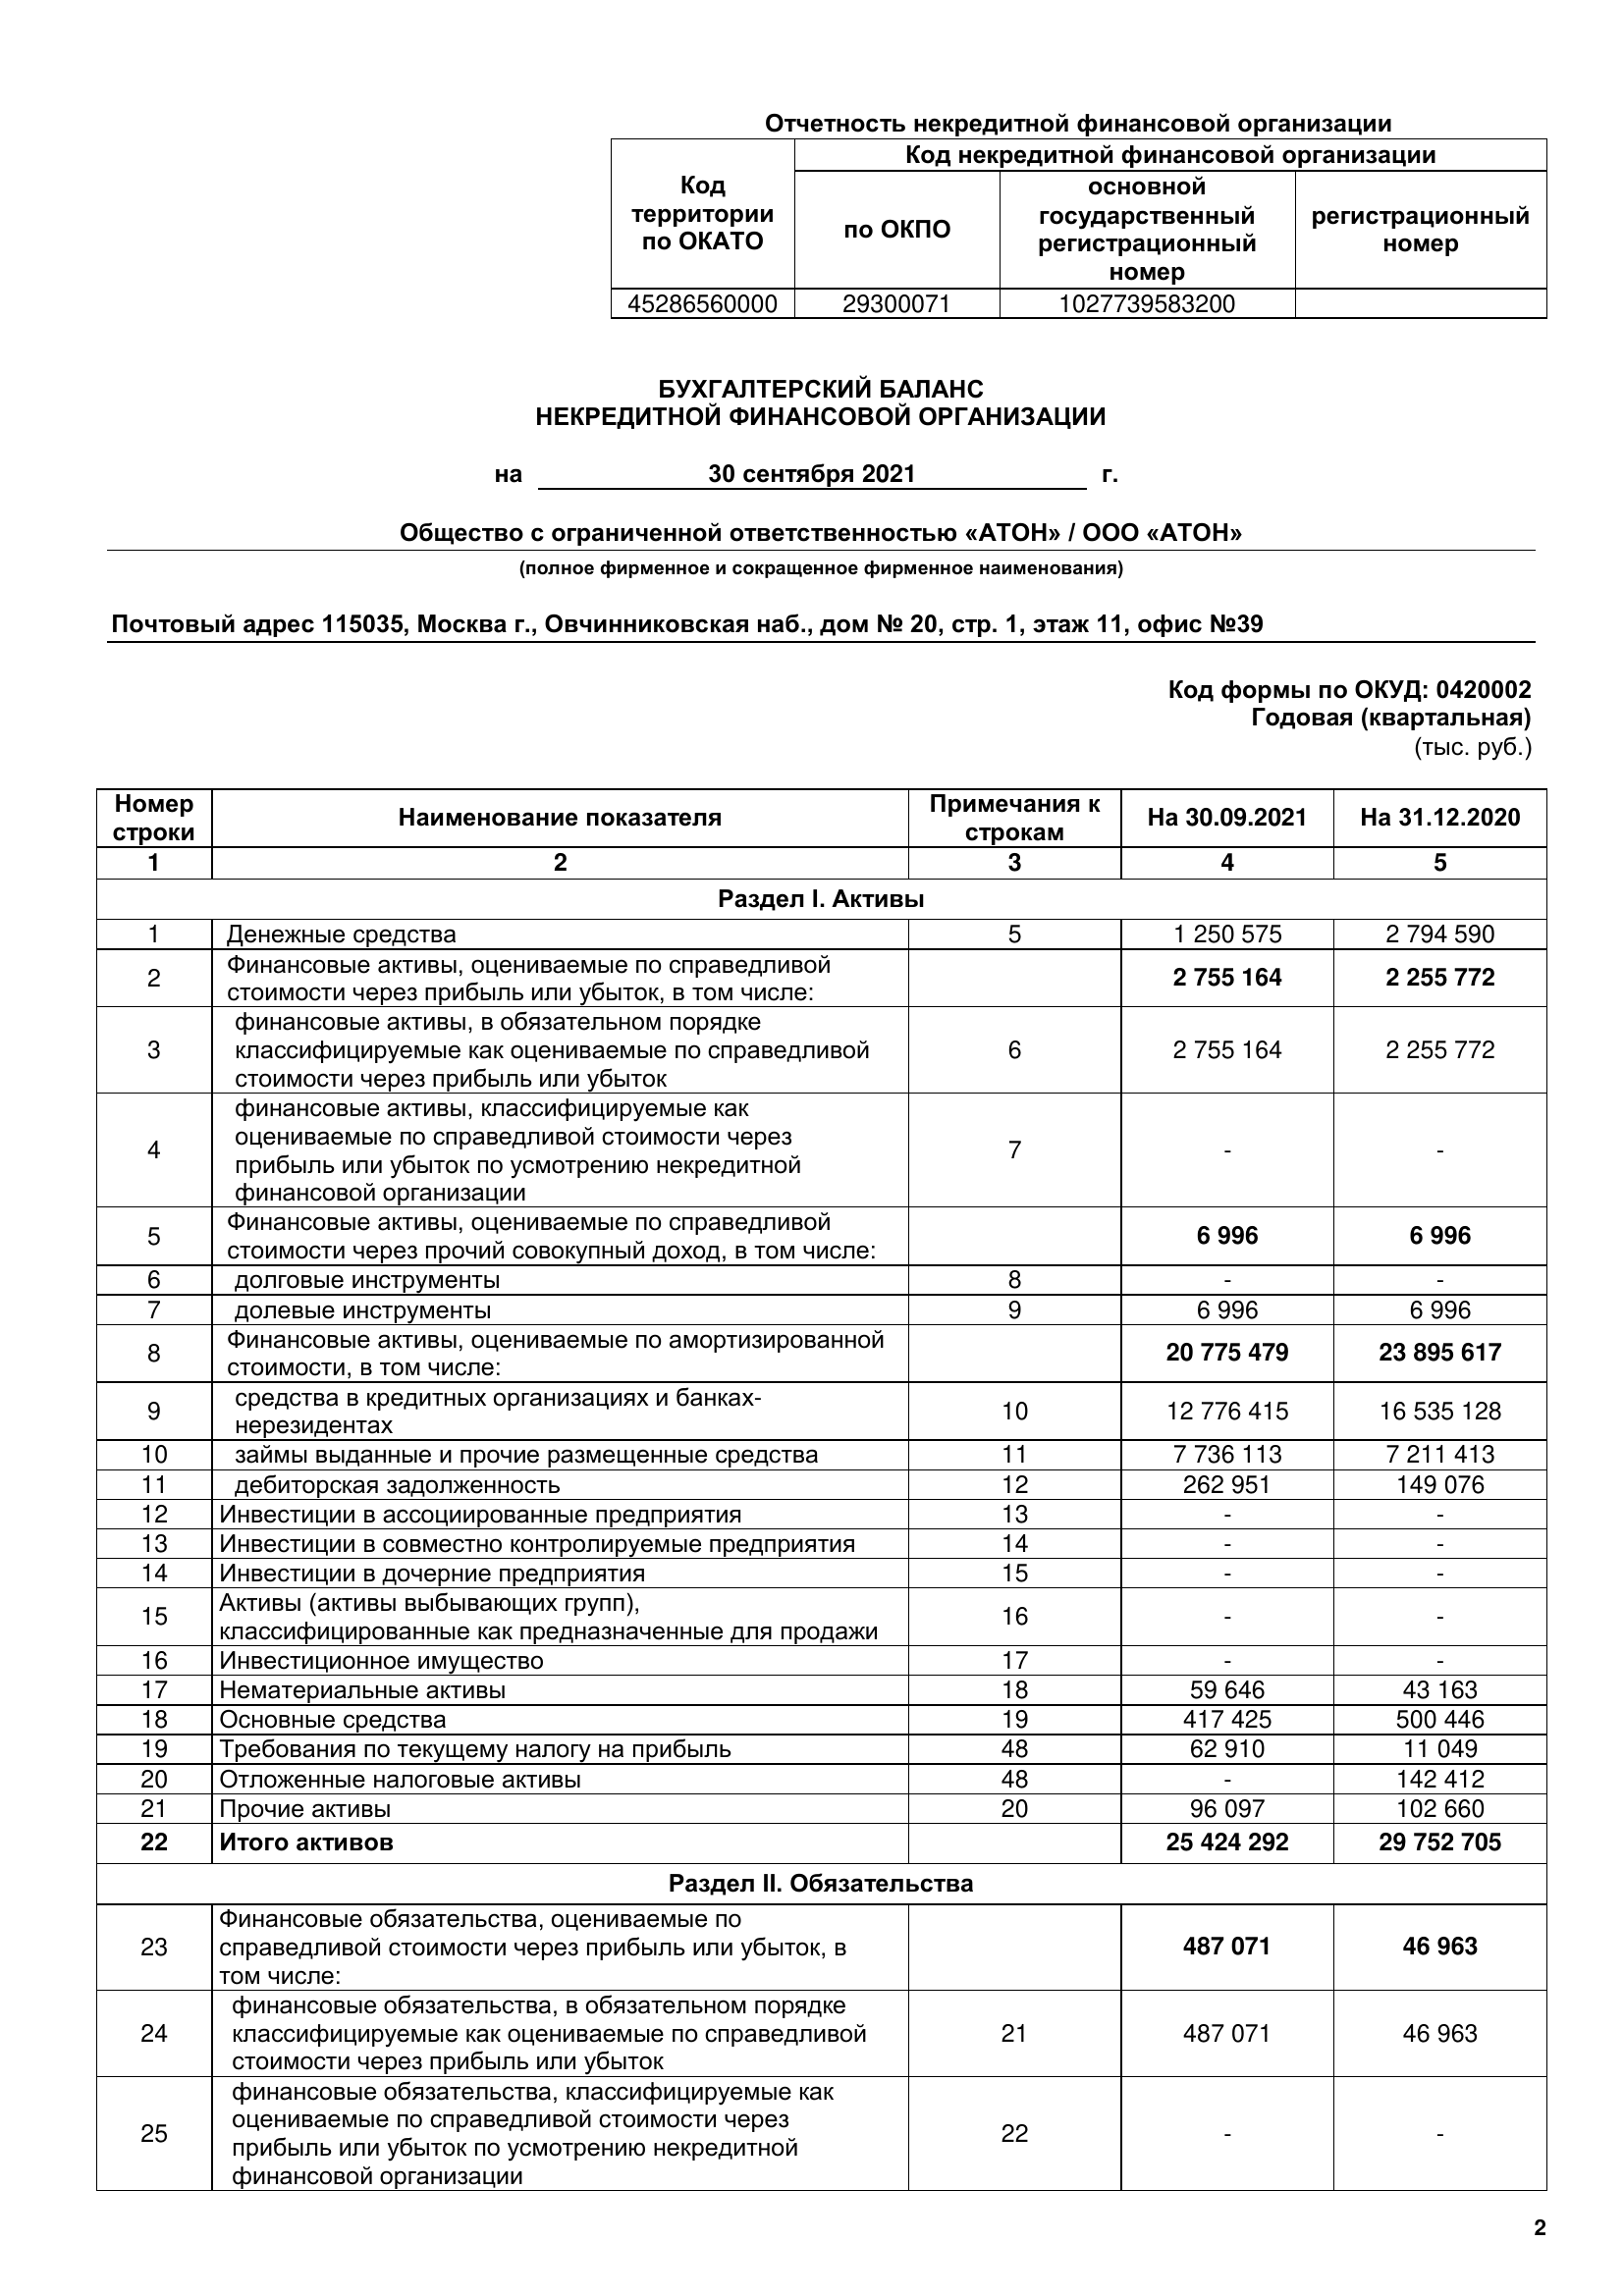 Отчетность некредитной финансовой организации
Код территории по ОКАТО
Код некредитной финансовой организации
по ОКПО
основной государственный регистрационный номер
регистрационный номер
45286560000 29300071 1027739583200
БУХГАЛТЕРСКИЙ БАЛАНС
НЕКРЕДИТНОЙ ФИНАНСОВОЙ ОРГАНИЗАЦИИ
на 30 сентября 2021 г.
Общество с ограниченной ответственностью «АТОН» / ООО «АТОН»
(полное фирменное и сокращенное фирменное наименования)
Почтовый адрес 115035, Москва г., Овчинниковская наб., дом № 20, стр. 1, этаж 11, офис №39
Код формы по ОКУД: 0420002
Годовая (квартальная)
(тыс. руб.)
Номер строки Наименование показателя Примечания к строкам На 30.09.2021 На 31.12.2020
1 2 3 4 5
Раздел I. Активы
1 Денежные средства 5 1 250 575 2 794 590
2 Финансовые активы, оцениваемые по справедливой
стоимости через прибыль или убыток, в том числе: 2 755 164 2 255 772
3 финансовые активы, в обязательном порядке
классифицируемые как оцениваемые по справедливой
стоимости через прибыль или убыток 6 2 755 164 2 255 772
4 финансовые активы, классифицируемые как
оцениваемые по справедливой стоимости через
прибыль или убыток по усмотрению некредитной
финансовой организации 7 - -
5 Финансовые активы, оцениваемые по справедливой
стоимости через прочий совокупный доход, в том числе: 6 996 6 996
6 долговые инструменты 8 - -
7 долевые инструменты 9 6 996 6 996
8 Финансовые активы, оцениваемые по амортизированной
стоимости, в том числе: 20 775 479 23 895 617
9 средства в кредитных организациях и банках-
нерезидентах 10 12 776 415 16 535 128
10 займы выданные и прочие размещенные средства 11 7 736 113 7 211 413
11 дебиторская задолженность 12 262 951 149 076
12 Инвестиции в ассоциированные предприятия 13 - -
13 Инвестиции в совместно контролируемые предприятия 14 - -
14 Инвестиции в дочерние предприятия 15 - -
15 Активы (активы выбывающих групп),
классифицированные как предназначенные для продажи 16 - -
16 Инвестиционное имущество 17 - -
17 Нематериальные активы 18 59 646 43 163
18 Основные средства 19 417 425 500 446
19 Требования по текущему налогу на прибыль 48 62 910 11 049
20 Отложенные налоговые активы 48 - 142 412
21 Прочие активы 20 96 097 102 660
22 Итого активов 25 424 292 29 752 705
Раздел II. Обязательства
23 Финансовые обязательства, оцениваемые по
справедливой стоимости через прибыль или убыток, в
том числе: 487 071 46 963
24 финансовые обязательства, в обязательном порядке
классифицируемые как оцениваемые по справедливой
стоимости через прибыль или убыток 21 487 071 46 963
25 финансовые обязательства, классифицируемые как
оцениваемые по справедливой стоимости через
прибыль или убыток по усмотрению некредитной
финансовой организации 22 - -
2